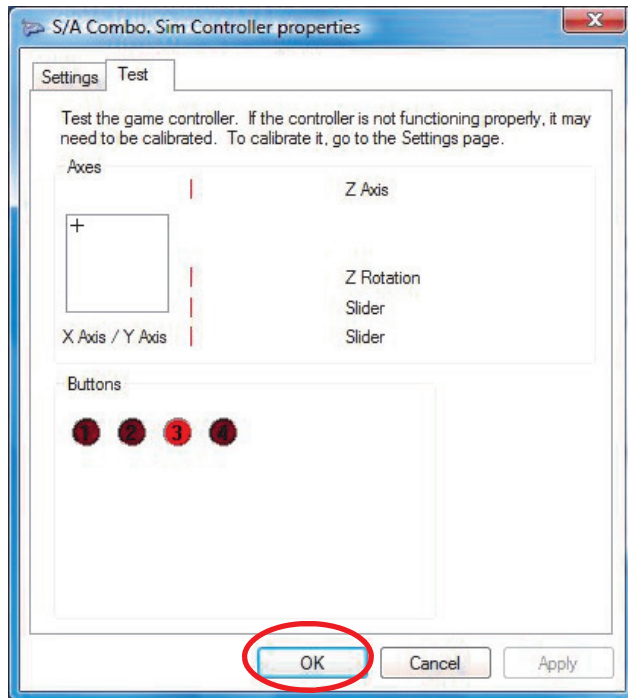 S/A Combo. Sim Controller properties
X
Settings Test
Test the game controller. If the controller is not functioning properly, it may
need to be calibrated. To calibrate it, go to the Settings page.
Axes
Z Axis
Z Rotation
Slider
X Axis / Y Axis
Slider
Buttons
1 2 3 4
OK Cancel Apply